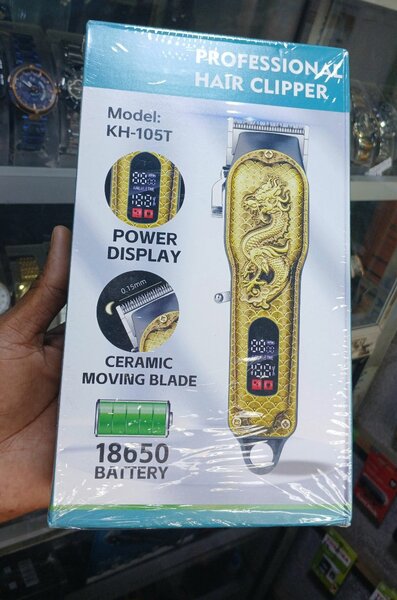 PROFESSIONAL
HAIR CLIPPER
Model:
KH-105T
POWER
DISPLAY
0.15mm
CERAMIC
MOVING BLADE
18650
BATTERY